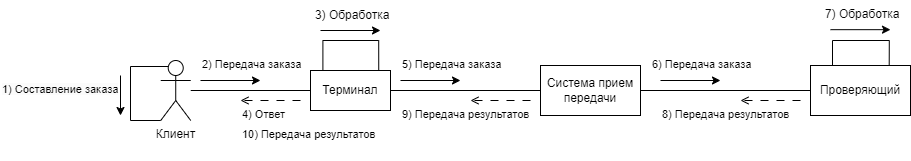 3) Обработка
7) Обработка
2) Передача заказа
5) Передача заказа
6) Передача заказа
1) Составление заказа
Терминал
Система прием
передачи
Проверяющий
4) Ответ
9) Передача результатов
8) Передача результатов
Клиент
10) Передача результатов